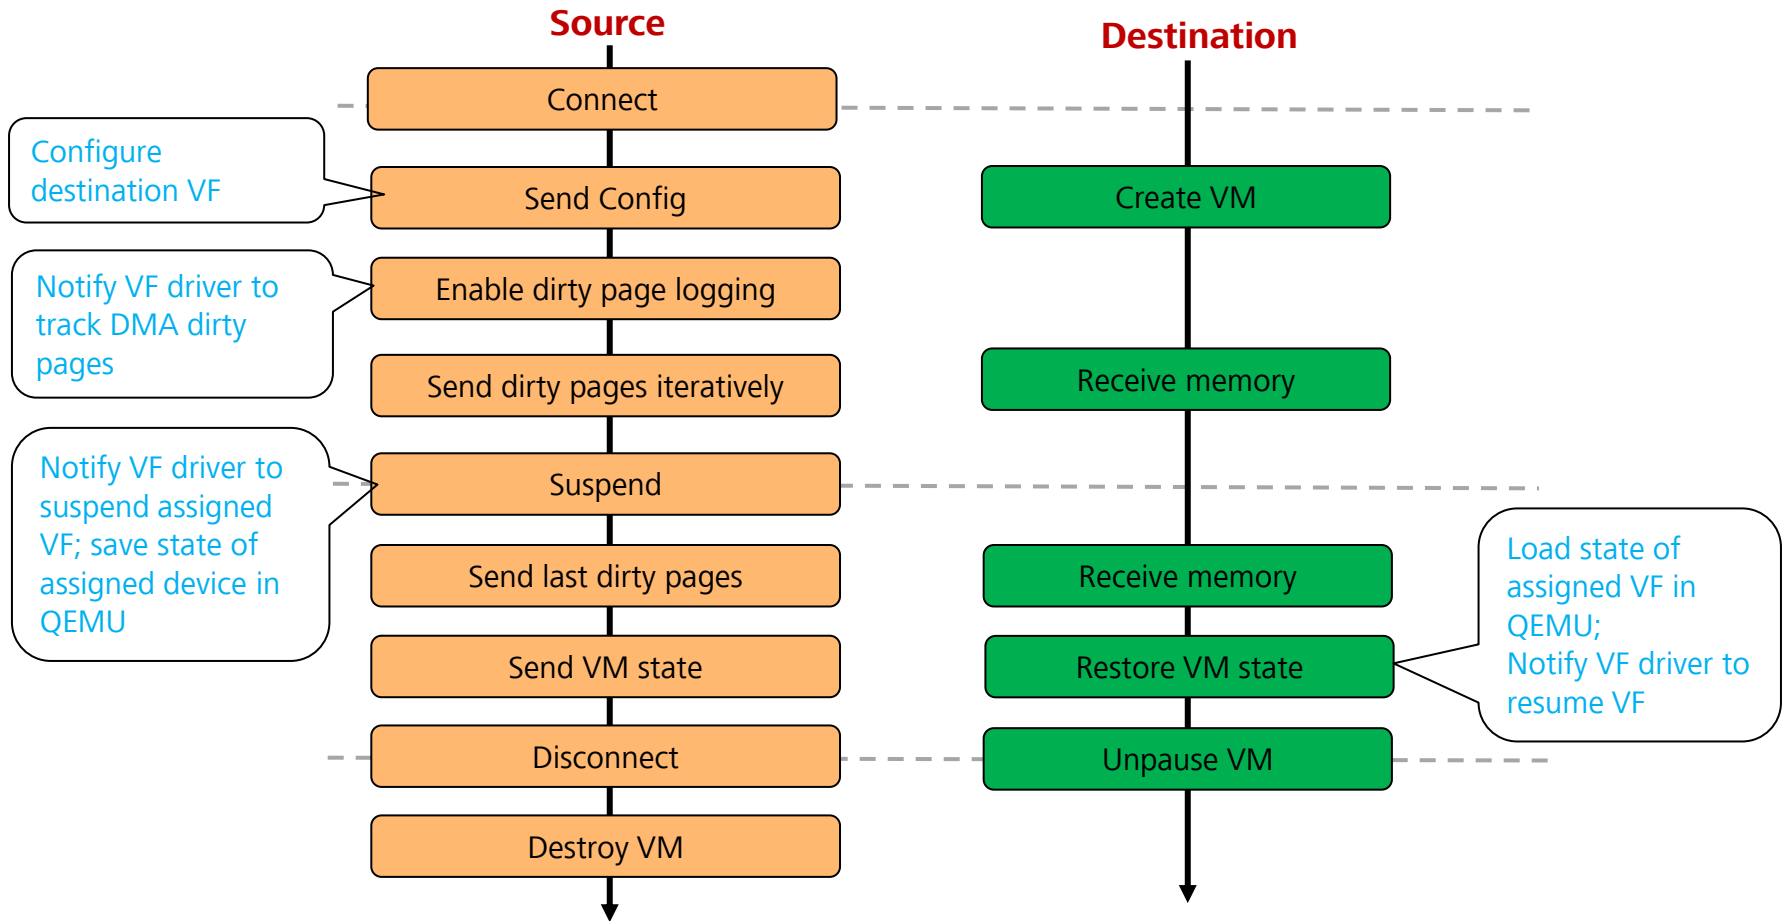 Source
Destination
Connect
Configure
destination VF
Send Config
Create VM
Notify VF driver to
track DMA dirty
pages
Enable dirty page logging
Send dirty pages iteratively
Receive memory
Notify VF driver to
suspend assigned
VF; save state of
assigned device in
QEMU
Suspend
Send last dirty pages
Receive memory
Load state of
assigned VF in
QEMU;
Notify VF driver to
resume VF
Send VM state
Restore VM state
Disconnect
Unpause VM
Destroy VM